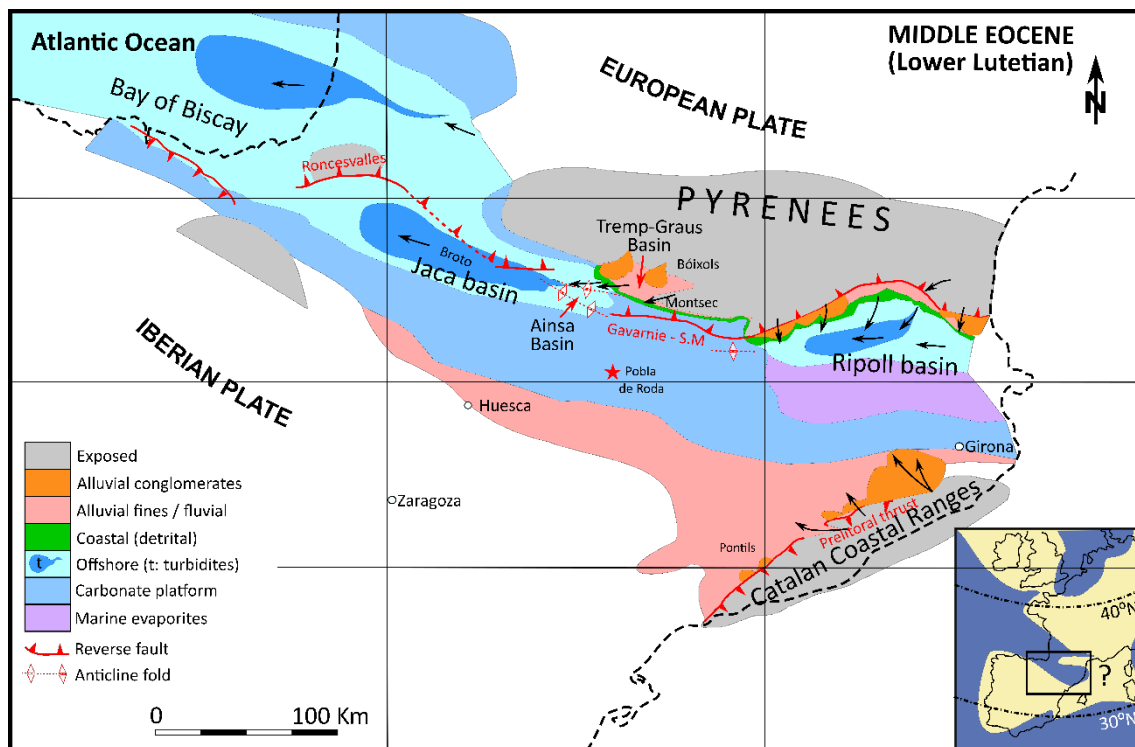 Atlantic Ocean
Bay of Biscay
EUROPEAN PLATE
MIDDLE EOCENE
(Lower Lutetian)
N
Roncesvalles
PYRENEES
Tremp-Graus
Basin
Bóixols
Broto
Jaca basin
Montsec
Ainsa
Basin
Gavarnie - S.M
Ripoll basin
IBERIAN PLATE
Pobla
de Roda
Huesca
Girona
Zaragoza
Prelitoral thrust
Catalan Coastal Ranges
Pontils
Exposed
Alluvial conglomerates
Alluvial fines / fluvial
Coastal (detrital)
t
Offshore (t: turbidites)
Carbonate platform
Marine evaporites
Reverse fault
Anticline fold
0 100 Km
40°N
?
30°N